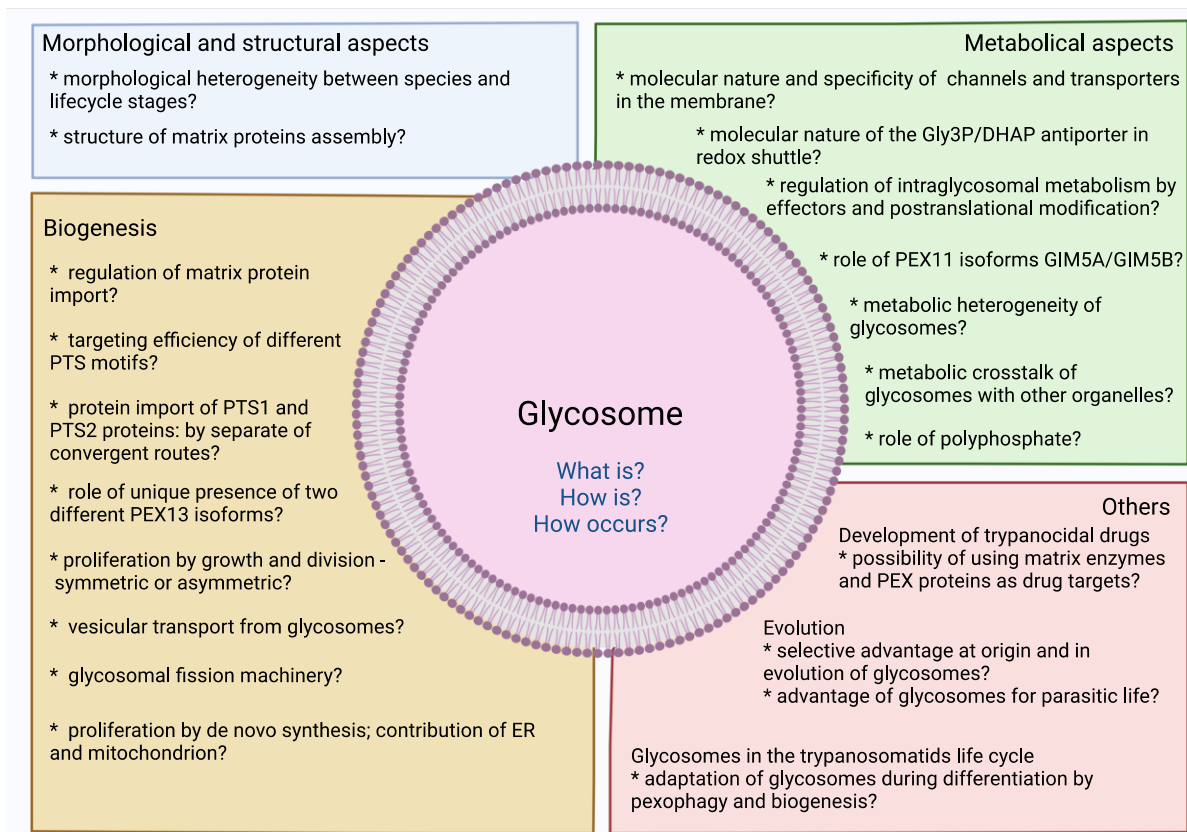 Morphological and structural aspects
* morphological heterogeneity between species and
lifecycle stages?
* structure of matrix proteins assembly?
Metabolical aspects
* molecular nature and specificity of channels and transporters
in the membrane?
* molecular nature of the Gly3P/DHAP antiporter in
redox shuttle?
* regulation of intraglycosomal metabolism by
effectors and postranslational modification?
* role of PEX11 isoforms GIM5A/GIM5B?
* metabolic heterogeneity of
glycosomes?
* metabolic crosstalk of
glycosomes with other organelles?
* role of polyphosphate?
Biogenesis
* regulation of matrix protein
import?
* targeting efficiency of different
PTS motifs?
* protein import of PTS1 and
PTS2 proteins: by separate of
convergent routes?
* role of unique presence of two
different PEX13 isoforms?
* proliferation by growth and division -
symmetric or asymmetric?
* vesicular transport from glycosomes?
* glycosomal fission machinery?
* proliferation by de novo synthesis; contribution of ER
and mitochondrion?
Glycosome
What is?
How is?
How occurs?
Others
Development of trypanocidal drugs
* possibility of using matrix enzymes
and PEX proteins as drug targets?
Evolution
* selective advantage at origin and in
evolution of glycosomes?
* advantage of glycosomes for parasitic life?
Glycosomes in the trypanosomatids life cycle
* adaptation of glycosomes during differentiation by
pexophagy and biogenesis?